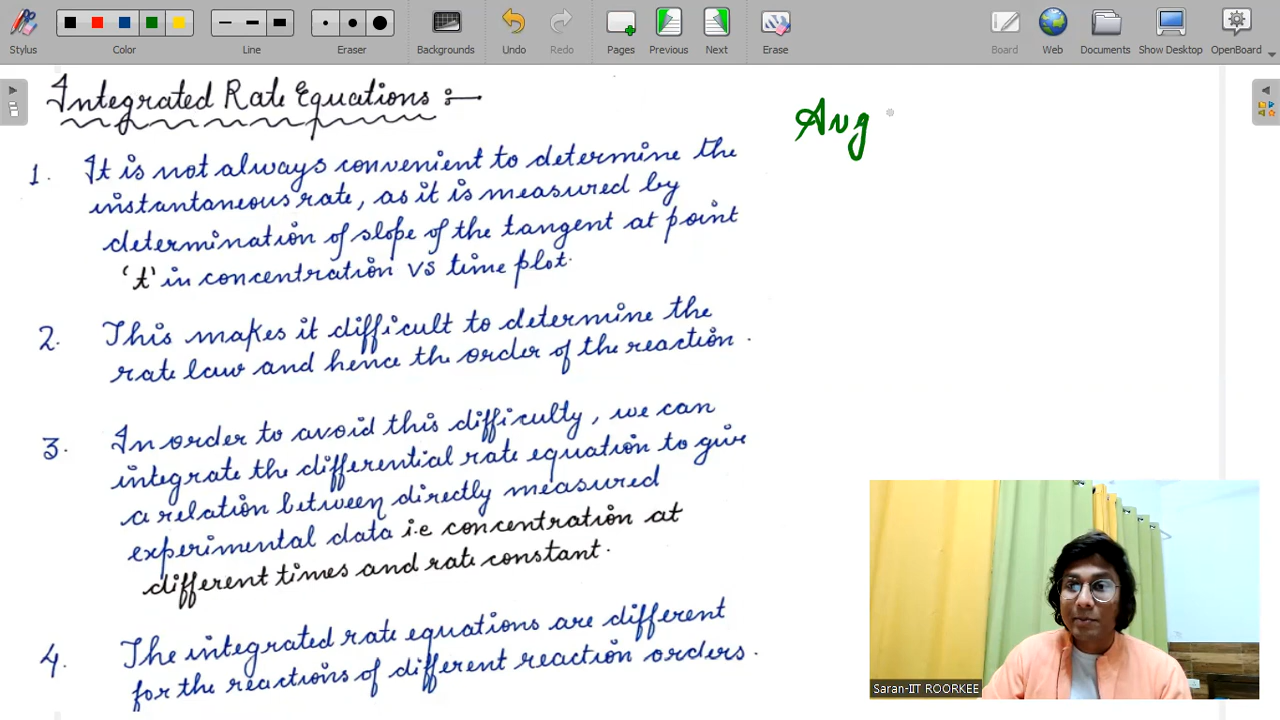 Stylus
Color
Line
Eraser
Backgrounds
Undo
Redo
Pages
Previous
Next
Erase
Board
Web
Documents
Show Desktop
OpenBoard
Integrated Rate Equations :-
1. It is not always convenient to determine the
instantaneous rate, as it is measured by
determination of slope of the tangent at point
't' in concentration vs time plot.
2. This makes it difficult to determine the
rate law and hence the order of the reaction.
3. In order to avoid this difficulty, we can
integrate the differential rate equation to give
a relation between directly measured
experimental data i.e concentration at
different times and rate constant.
4. The integrated rate equations are different
for the reactions of different reaction orders.
Avg
Saran-IIT ROORKEE